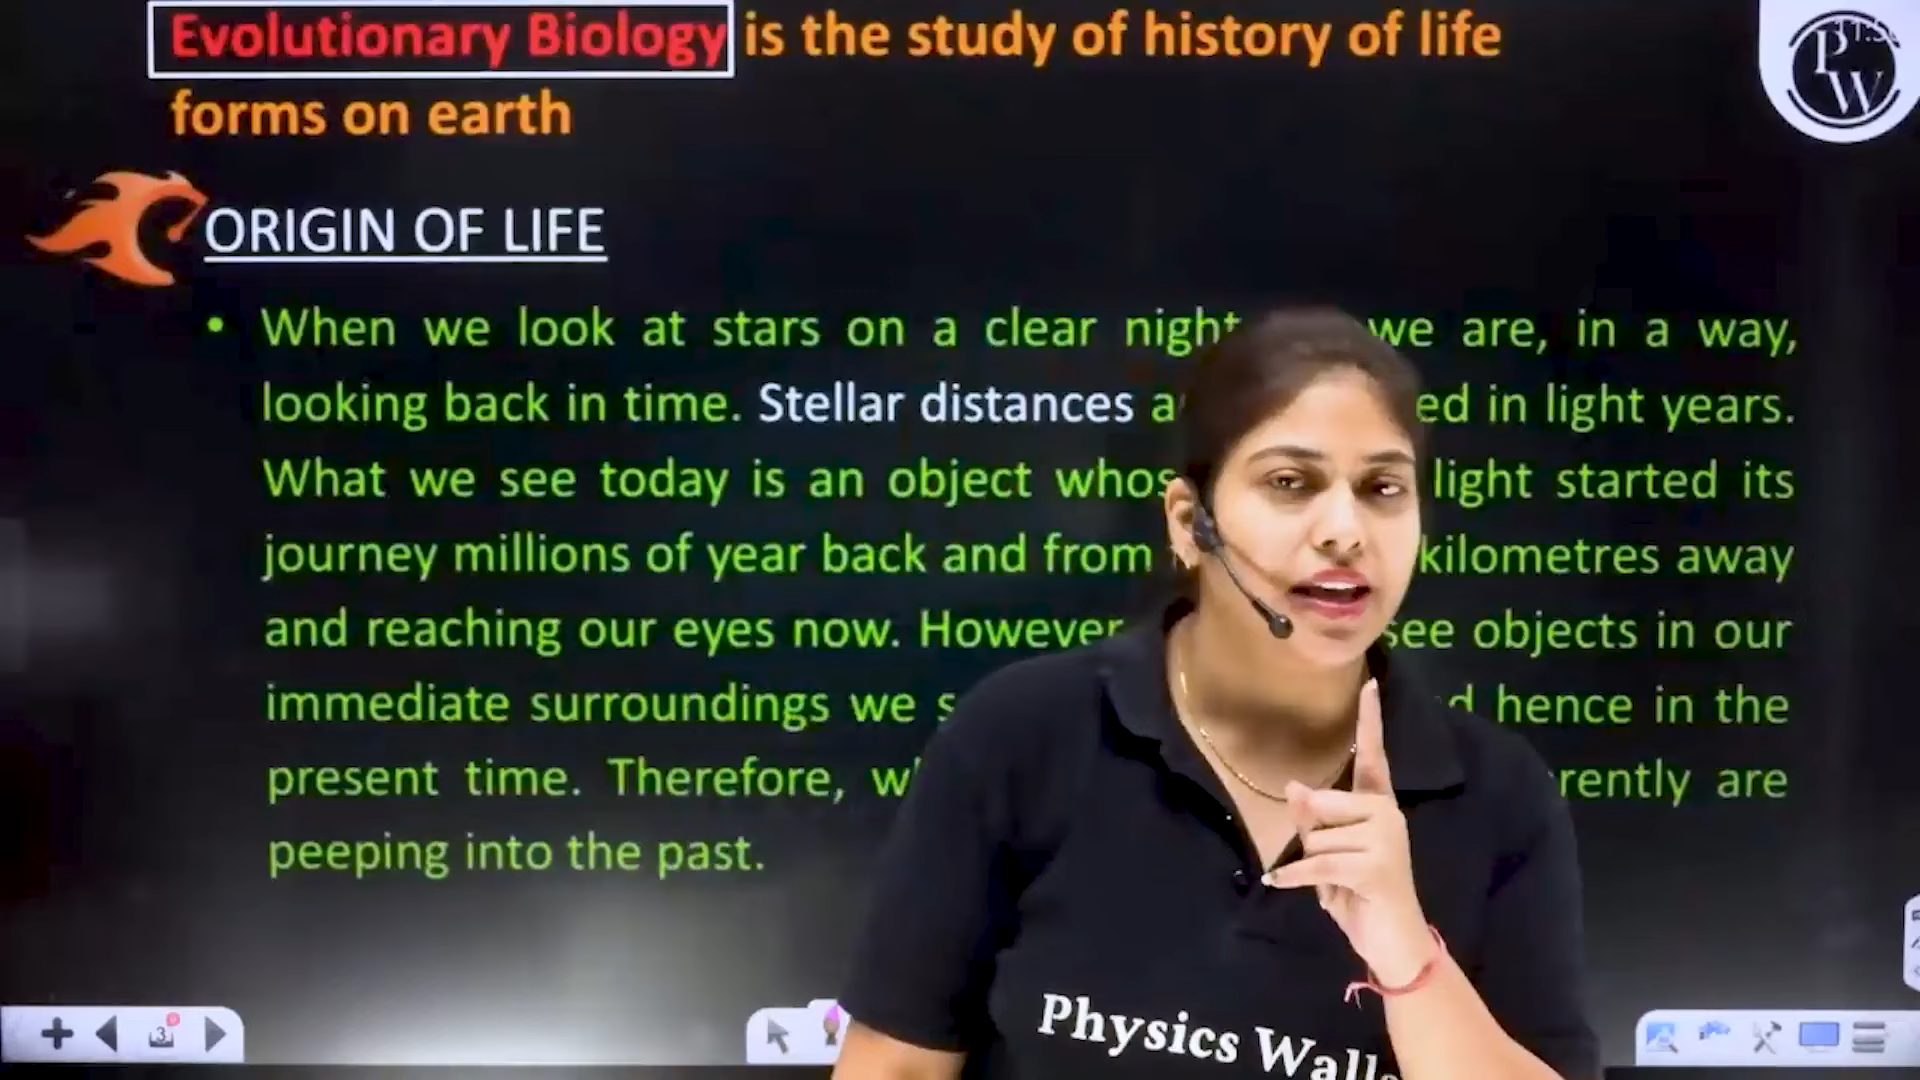 Evolutionary Biology is the study of history of life
forms on earth
ORIGIN OF LIFE
• When we look at stars on a clear night we are, in a way,
looking back in time. Stellar distances a ed in light years.
What we see today is an object whos light started its
journey millions of year back and from kilometres away
and reaching our eyes now. However see objects in our
immediate surroundings we s d hence in the
present time. Therefore, wh rently are
peeping into the past.
PW
3
Physics Walla